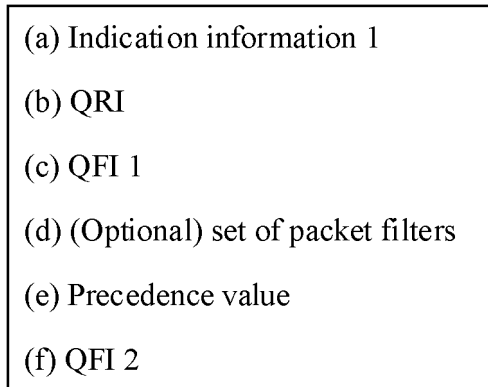 (a) Indication information 1
(b) QRI
(c) QFI 1
(d) (Optional) set of packet filters
(e) Precedence value
(f) QFI 2